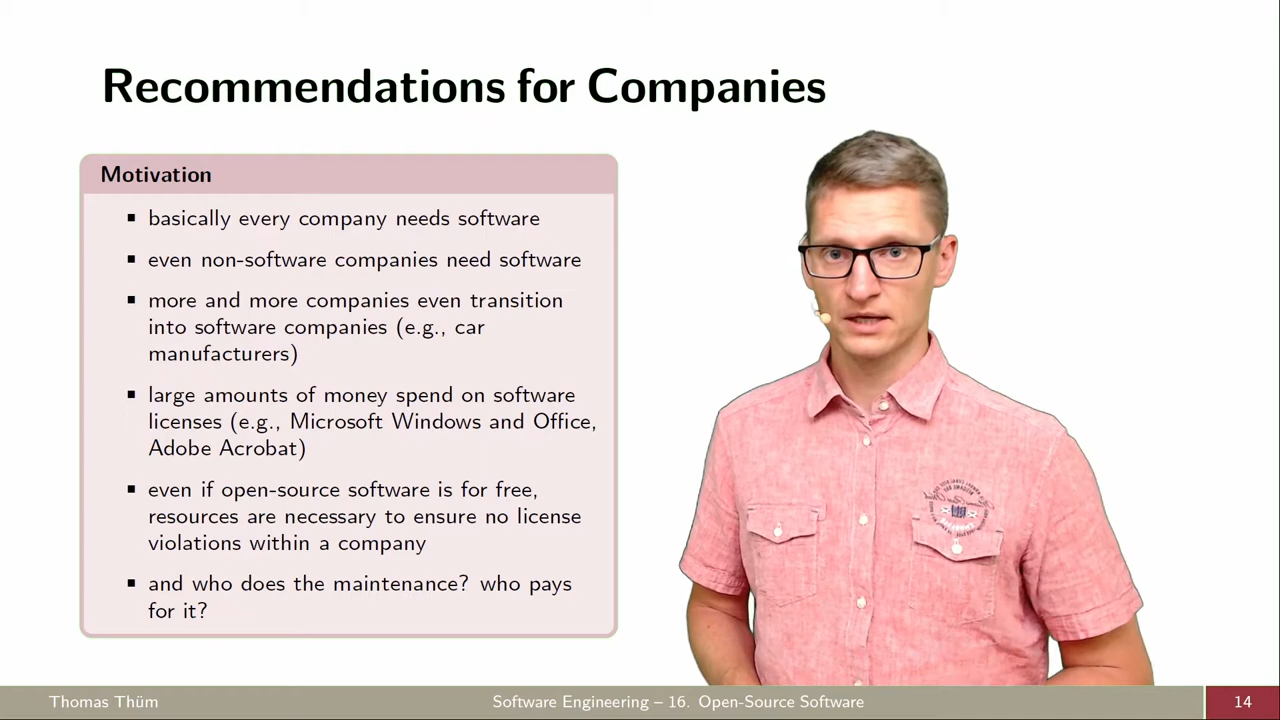 Recommendations for Companies
Motivation
▪ basically every company needs software
▪ even non-software companies need software
▪ more and more companies even transition
into software companies (e.g., car
manufacturers)
▪ large amounts of money spend on software
licenses (e.g., Microsoft Windows and Office,
Adobe Acrobat)
▪ even if open-source software is for free,
resources are necessary to ensure no license
violations within a company
▪ and who does the maintenance? who pays
for it?
Thomas Thüm
Software Engineering – 16. Open-Source Software
14